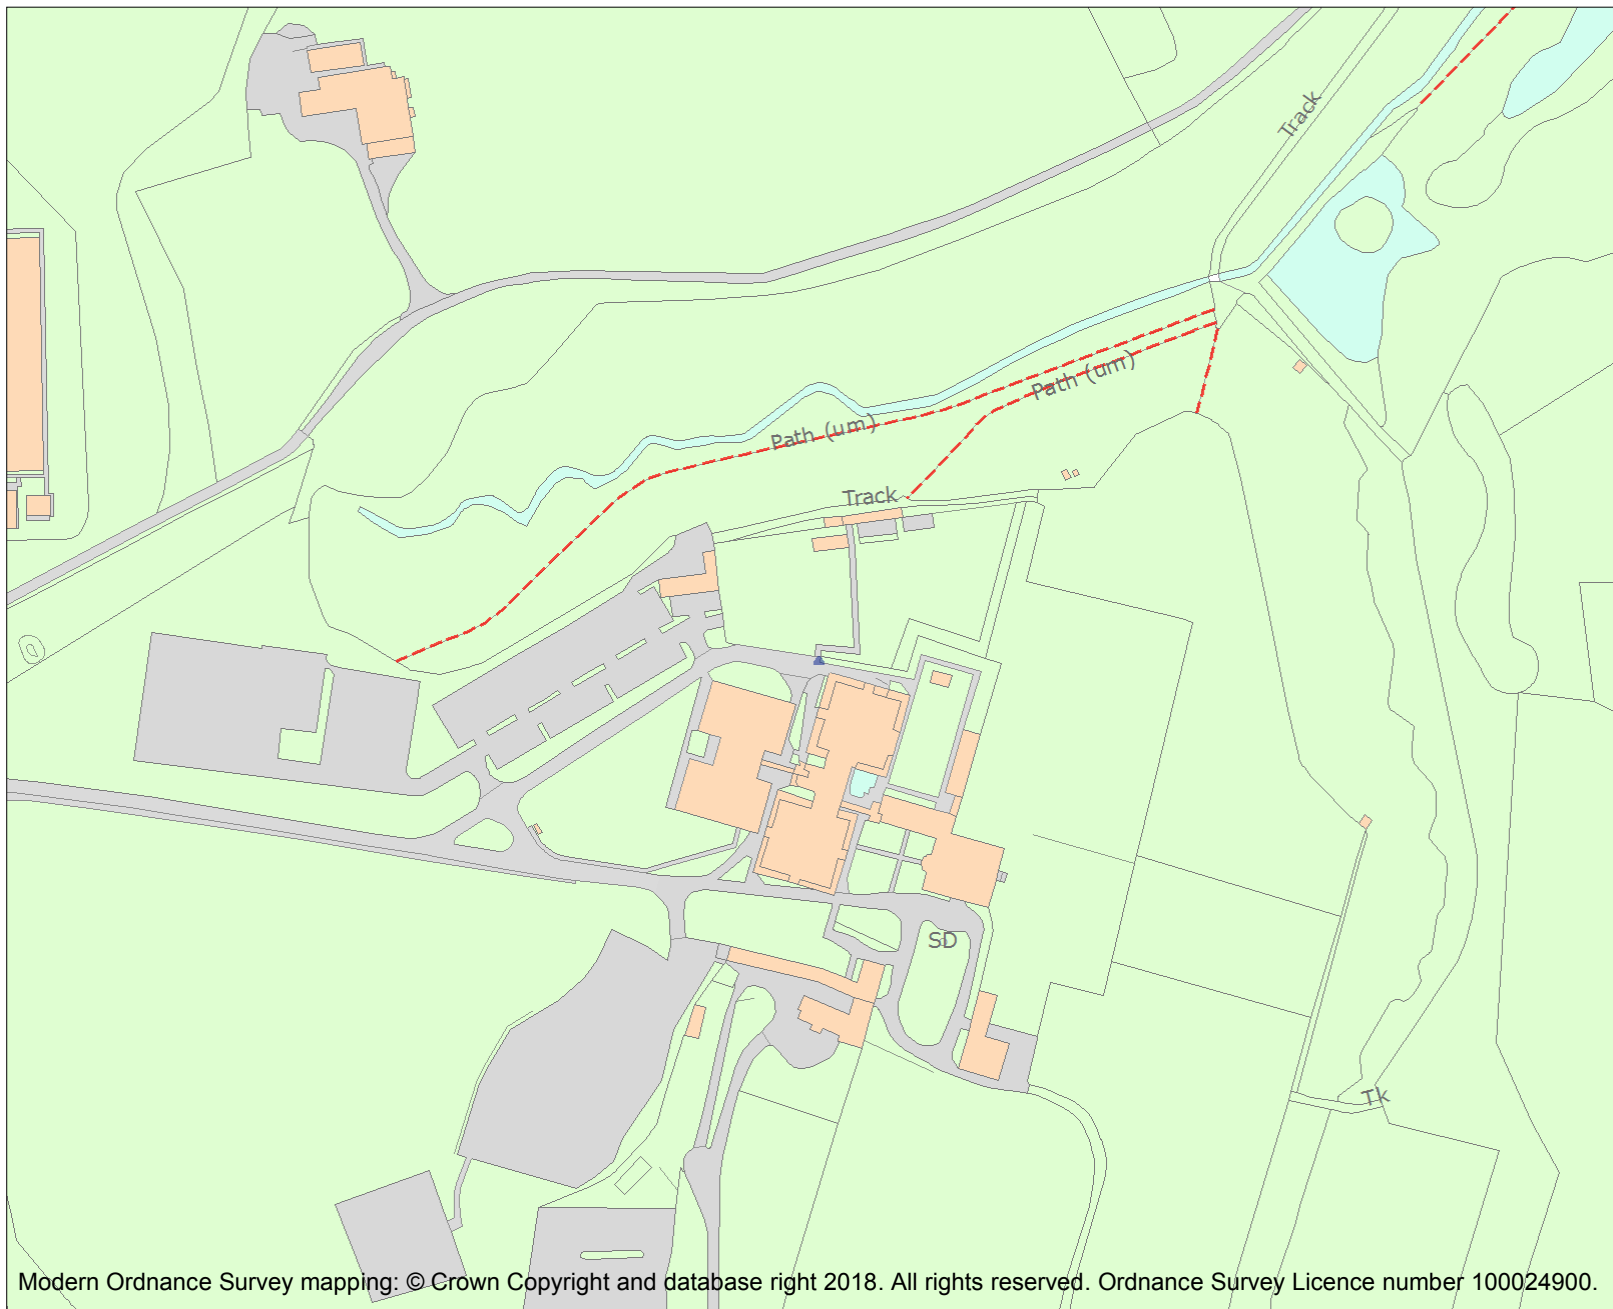 Track
Path (um)
Path (um)
Track
SD
Tk
Modern Ordnance Survey mapping: © Crown Copyright and database right 2018. All rights reserved. Ordnance Survey Licence number 100024900.